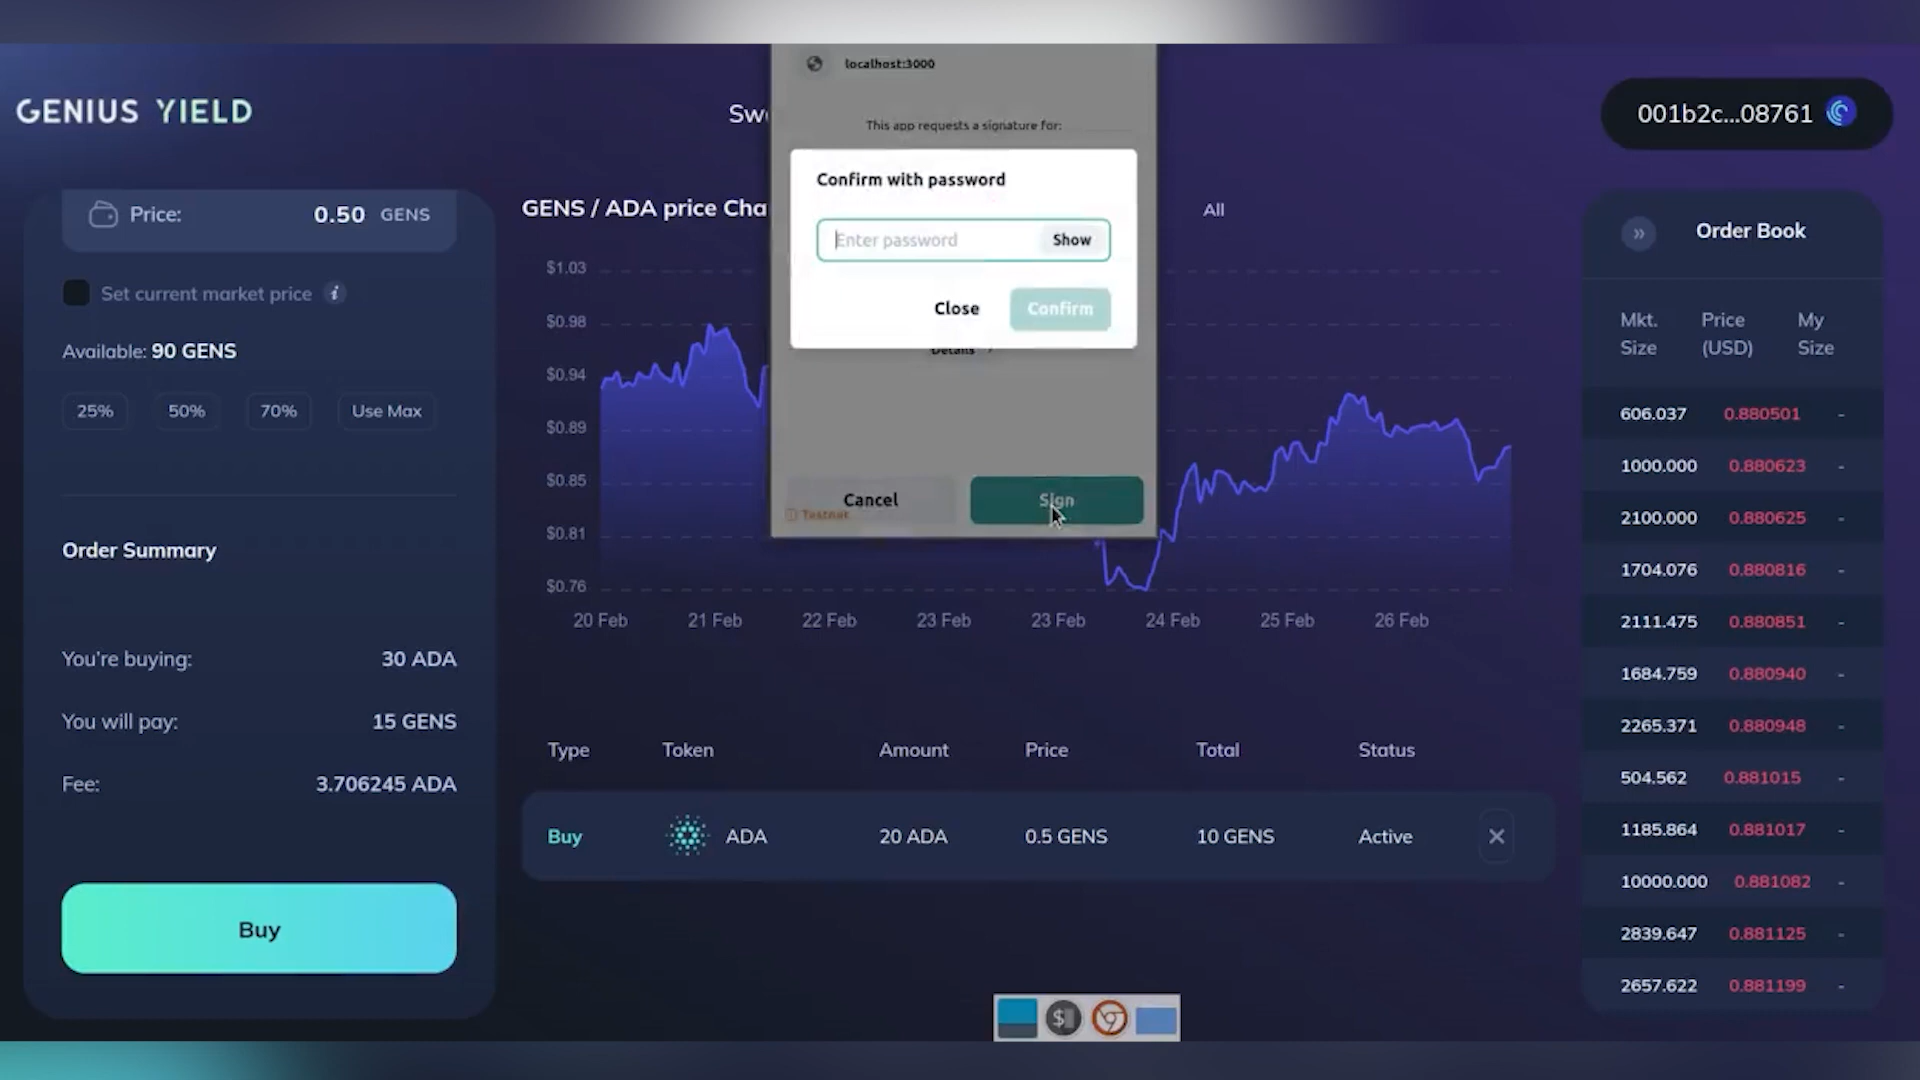 localhost:3000
GENIUS YIELD
001b2c...08761
This app requests a signature for:
Confirm with password
Enter password
Show
Close
Confirm
Details
Cancel
Sign
Testnet
Price: 0.50 GENS
Set current market price
Available: 90 GENS
25% 50% 70% Use Max
Order Summary
You're buying: 30 ADA
You will pay: 15 GENS
Fee: 3.706245 ADA
Buy
GENS / ADA price
All
$1.03
$0.98
$0.94
$0.89
$0.85
$0.81
$0.76
20 Feb 21 Feb 22 Feb 23 Feb 23 Feb 24 Feb 25 Feb 26 Feb
Type Token Amount Price Total Status
Buy ADA 20 ADA 0.5 GENS 10 GENS Active
Order Book
Mkt. Size Price (USD) My Size
606.037 0.880501 -
1000.000 0.880623 -
2100.000 0.880625 -
1704.076 0.880816 -
2111.475 0.880851 -
1684.759 0.880940 -
2265.371 0.880948 -
504.562 0.881015 -
1185.864 0.881017 -
10000.000 0.881082 -
2839.647 0.881125 -
2657.622 0.881199 -